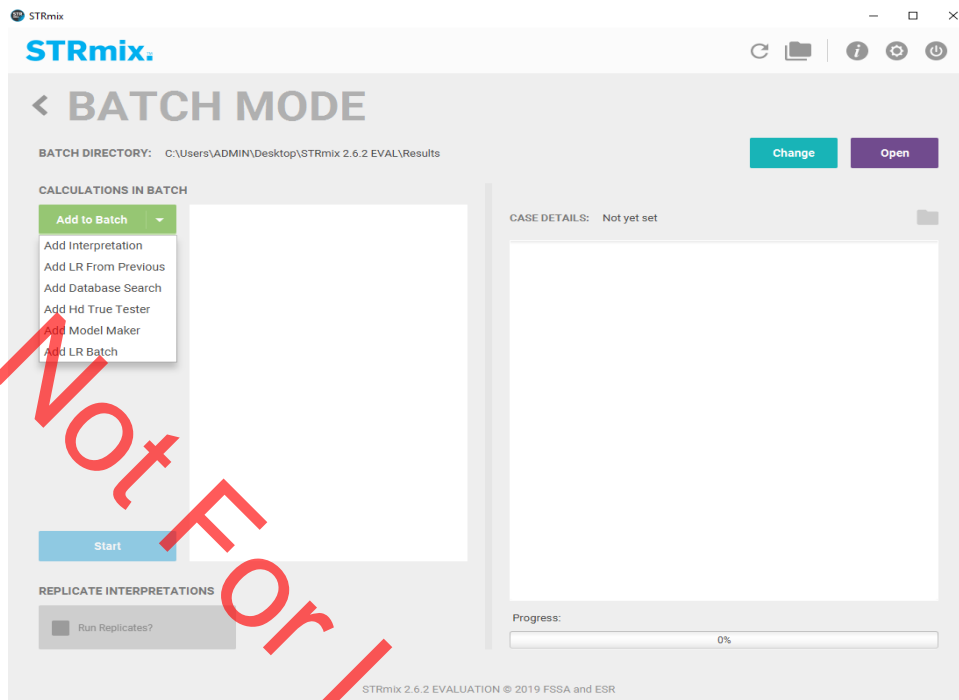 STRmix
STRmix
BATCH MODE
BATCH DIRECTORY: C:\Users\ADMIN\Desktop\STRmix 2.6.2 EVAL\Results
Change
Open
CALCULATIONS IN BATCH
Add to Batch
Add Interpretation
Add LR From Previous
Add Database Search
Add Hd True Tester
Add Model Maker
Add LR Batch
Start
REPLICATE INTERPRETATIONS
Run Replicates?
CASE DETAILS: Not yet set
Progress:
0%
STRmix 2.6.2 EVALUATION © 2019 FSSA and ESR
Not For